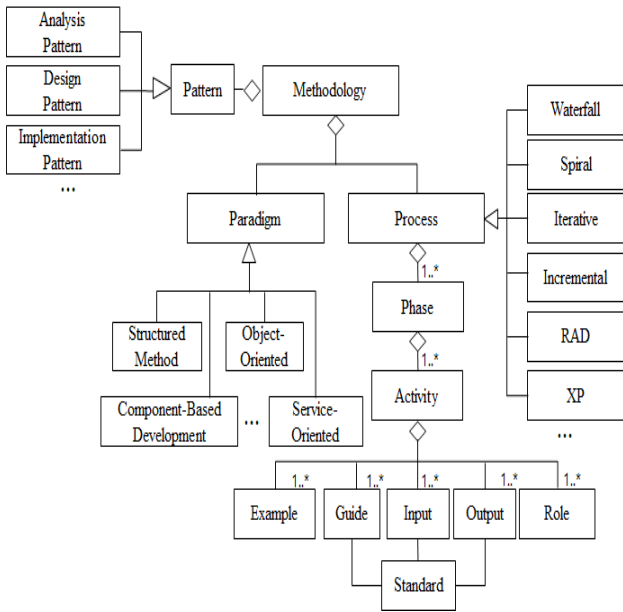 Analysis
Pattern
Design
Pattern
Implementation
Pattern
...
Pattern
Methodology
Paradigm
Process
Waterfall
Spiral
Iterative
Incremental
RAD
XP
...
1..*
Phase
1..*
Activity
Structured
Method
Object-
Oriented
Component-Based
Development
...
Service-
Oriented
1..*
1..*
1..*
1..*
1..*
Example
Guide
Input
Output
Role
Standard